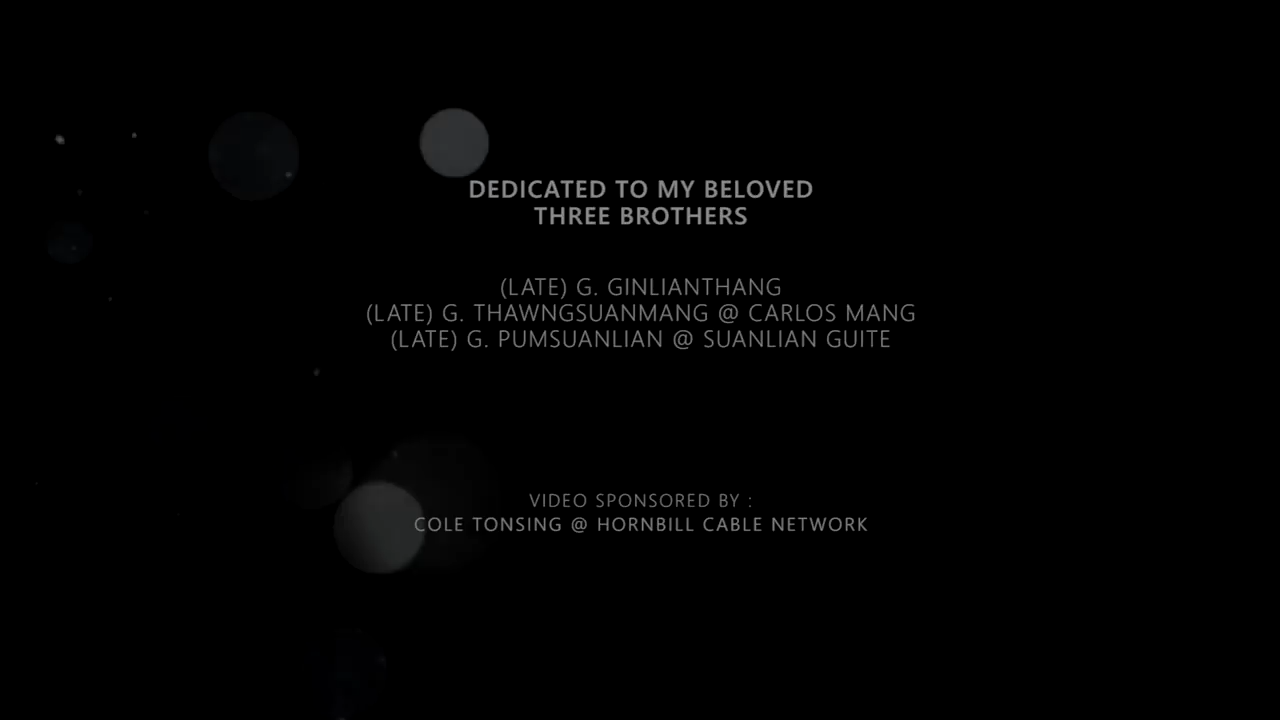 DEDICATED TO MY BELOVED
THREE BROTHERS
(LATE) G. GINLIANTHANG
(LATE) G. THAWNGSUANMANG @ CARLOS MANG
(LATE) G. PUMSUANLIAN @ SUANLIAN GUITE
VIDEO SPONSORED BY :
COLE TONSING @ HORNBILL CABLE NETWORK